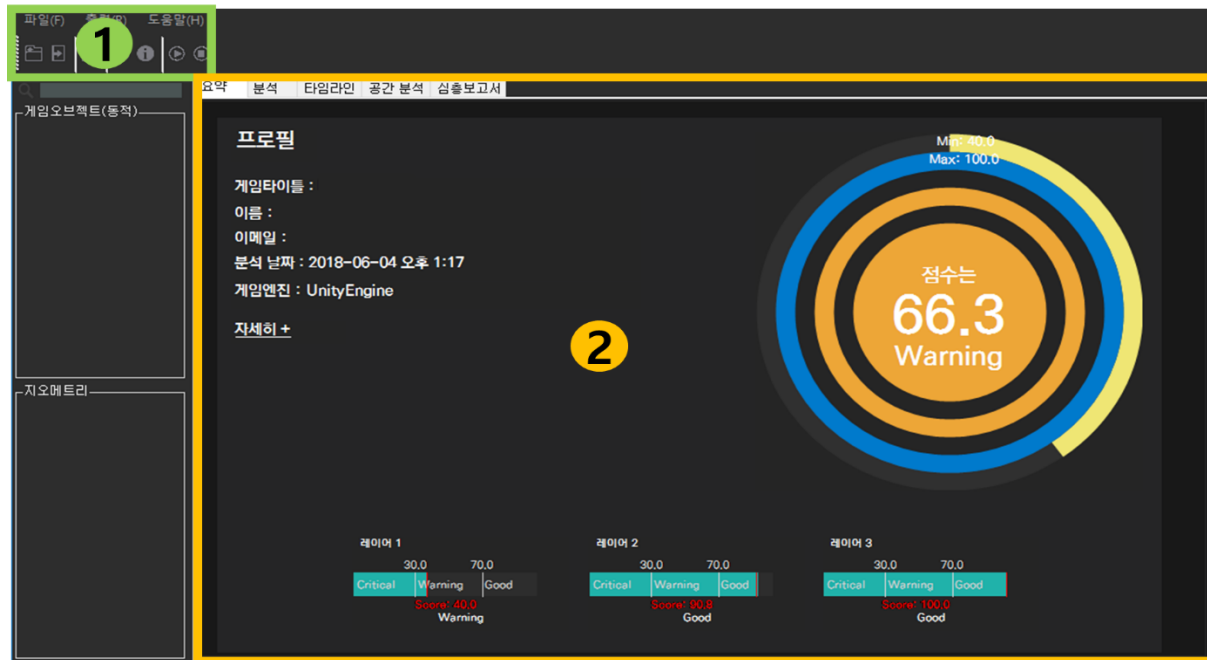 파일(F) 도움말(H)
1
요약 분석 타임라인 공간 분석 심층보고서
게임오브젝트(동적)
프로필
게임타이틀 :
이름 :
이메일 :
분석 날짜 : 2018-06-04 오후 1:17
게임엔진 : UnityEngine
자세히 +
Min: 40.0
Max: 100.0
점수는
66.3
Warning
2
지오메트리
레이어 1
30.0 70.0
Critical Warning Good
Score: 40.0
Warning
레이어 2
30.0 70.0
Critical Warning Good
Score: 90.8
Good
레이어 3
30.0 70.0
Critical Warning Good
Score: 100.0
Good